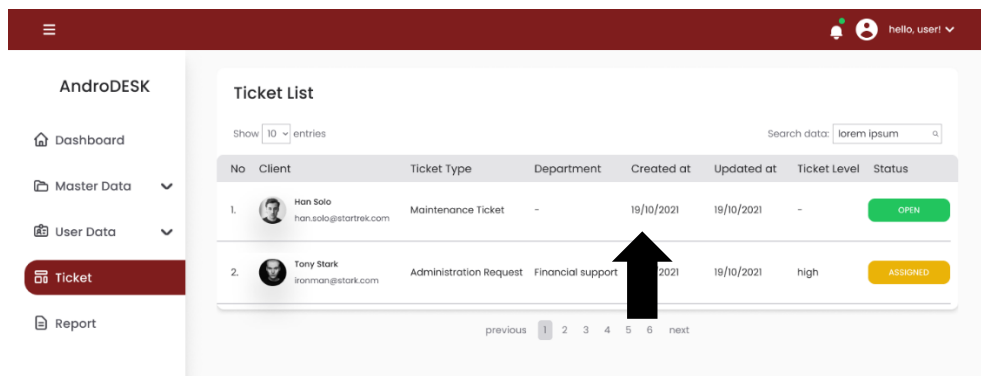 hello, user!
AndroDESK
Dashboard
Master Data
User Data
Ticket
Report
Ticket List
Show 10 entries
Search data: lorem ipsum
No Client Ticket Type Department Created at Updated at Ticket Level Status
1. Han Solo Maintenance Ticket - 19/10/2021 19/10/2021 - OPEN
han.solo@startrek.com
2. Tony Stark Administration Request Financial support 2021 19/10/2021 high ASSIGNED
ironman@stark.com
previous 1 2 3 4 5 6 next